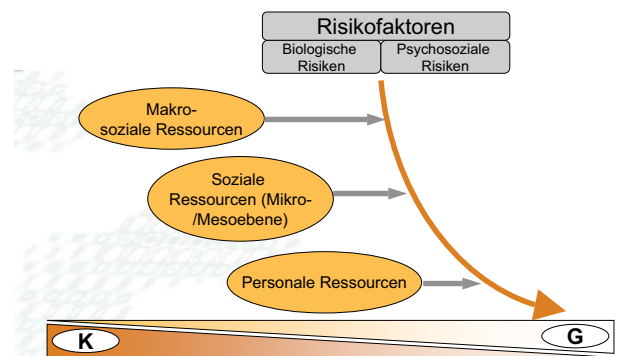 Risikofaktoren
Biologische
Risiken
Psychosoziale
Risiken
Makro-
soziale Ressourcen
Soziale
Ressourcen (Mikro-
/Mesoebene)
Personale Ressourcen
K
G